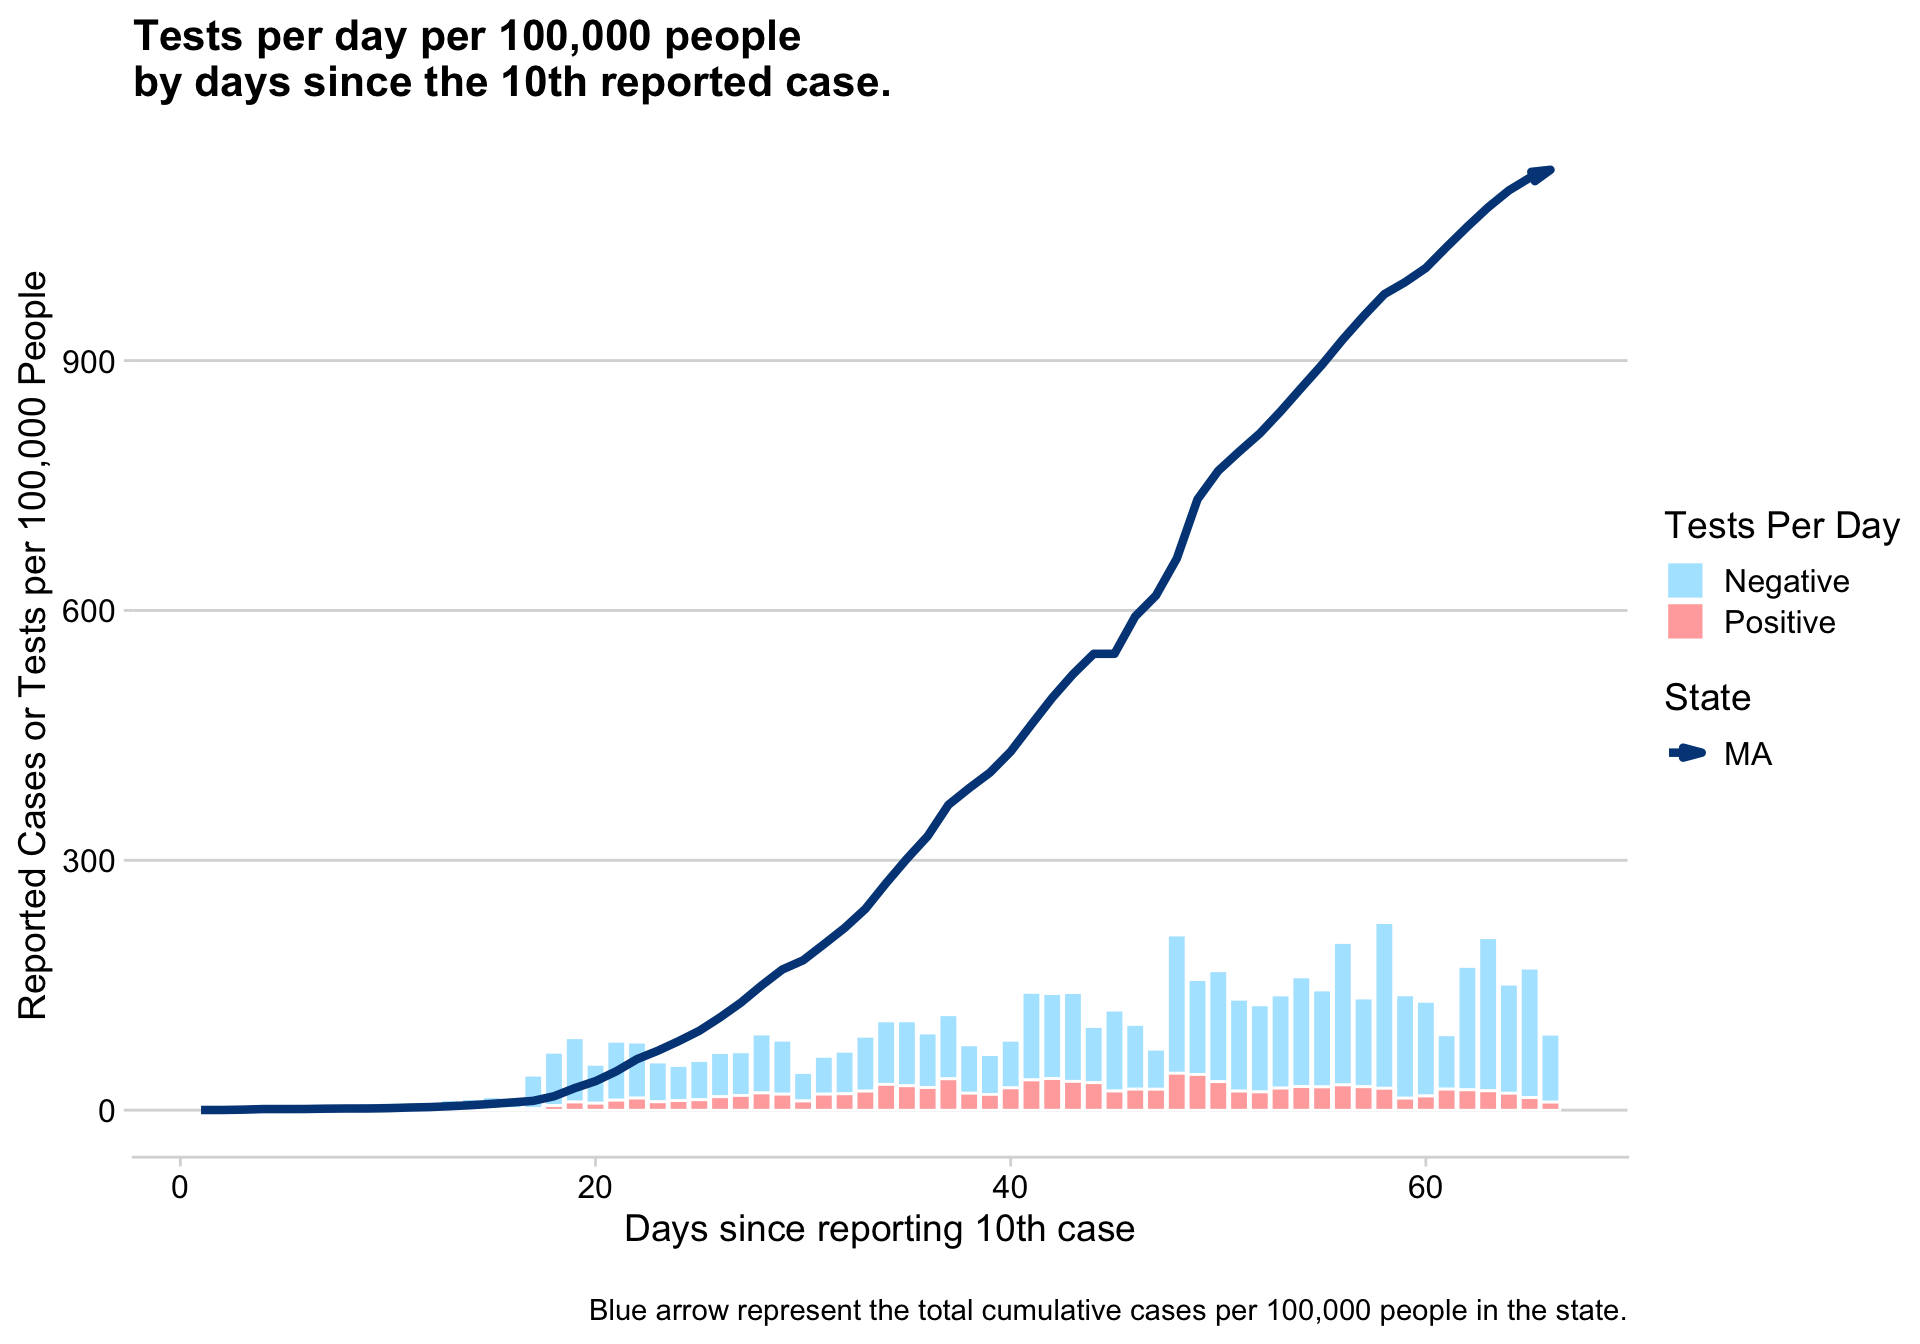 Tests per day per 100,000 people
by days since the 10th reported case.
Reported Cases or Tests per 100,000 People
900
600
300
0
0
20
40
60
Days since reporting 10th case
Tests Per Day
Negative
Positive
State
MA
Blue arrow represent the total cumulative cases per 100,000 people in the state.